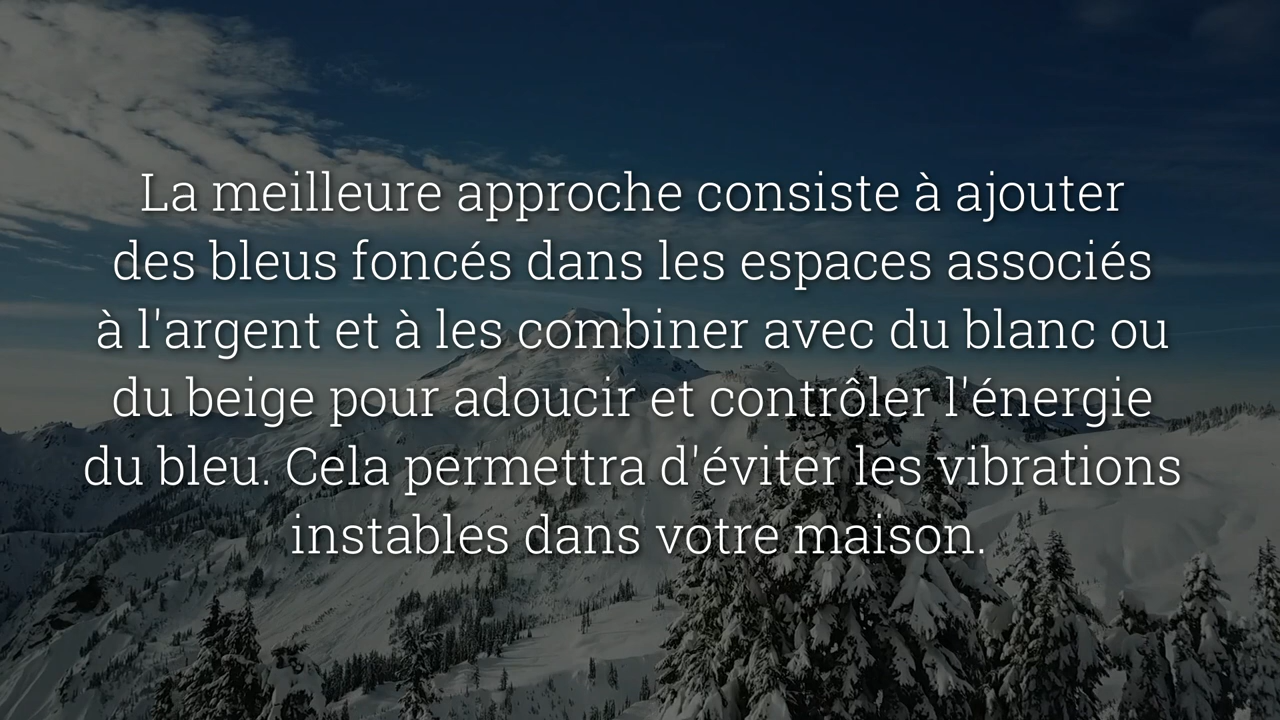 La meilleure approche consiste à ajouter
des bleus foncés dans les espaces associés
à l'argent et à les combiner avec du blanc ou
du beige pour adoucir et contrôler l'énergie
du bleu. Cela permettra d'éviter les vibrations
instables dans votre maison.